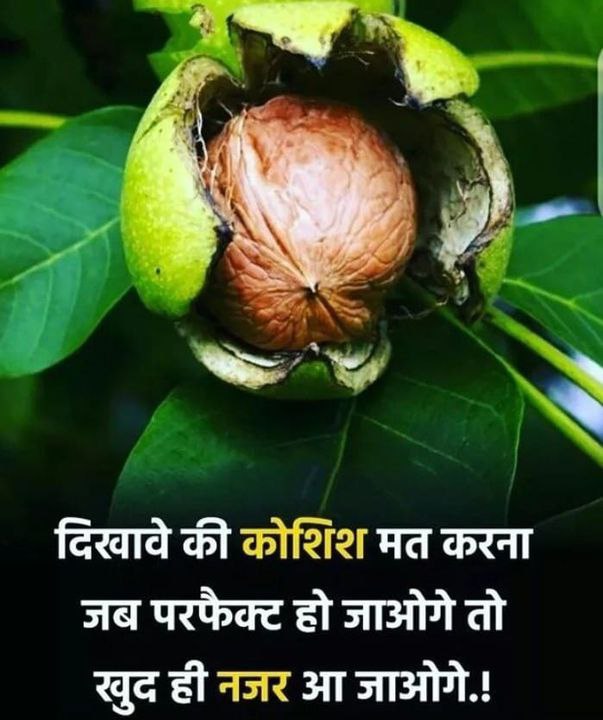 दिखावे की कोशिश मत करना
जब परफैक्ट हो जाओगे तो
खुद ही नजर आ जाओगे.!